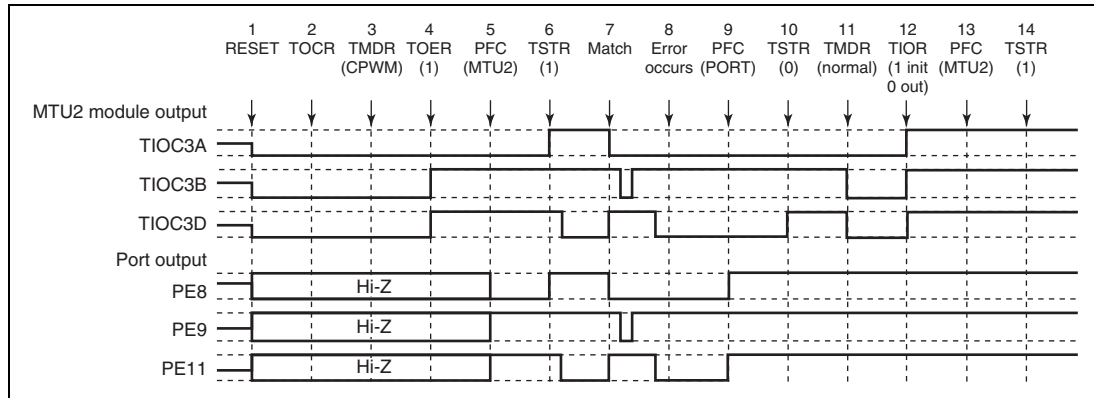 1 2 3 4 5 6 7 8 9 10 11 12 13 14
RESET TOCR TMDR TOER PFC TSTR Match Error PFC TSTR TMDR TIOR PFC TSTR
(CPWM) (1) (MTU2) (1) occurs (PORT) (0) (normal) (1 init (MTU2) (1)
0 out)
MTU2 module output
TIOC3A
TIOC3B
TIOC3D
Port output
PE8 Hi-Z
PE9 Hi-Z
PE11 Hi-Z